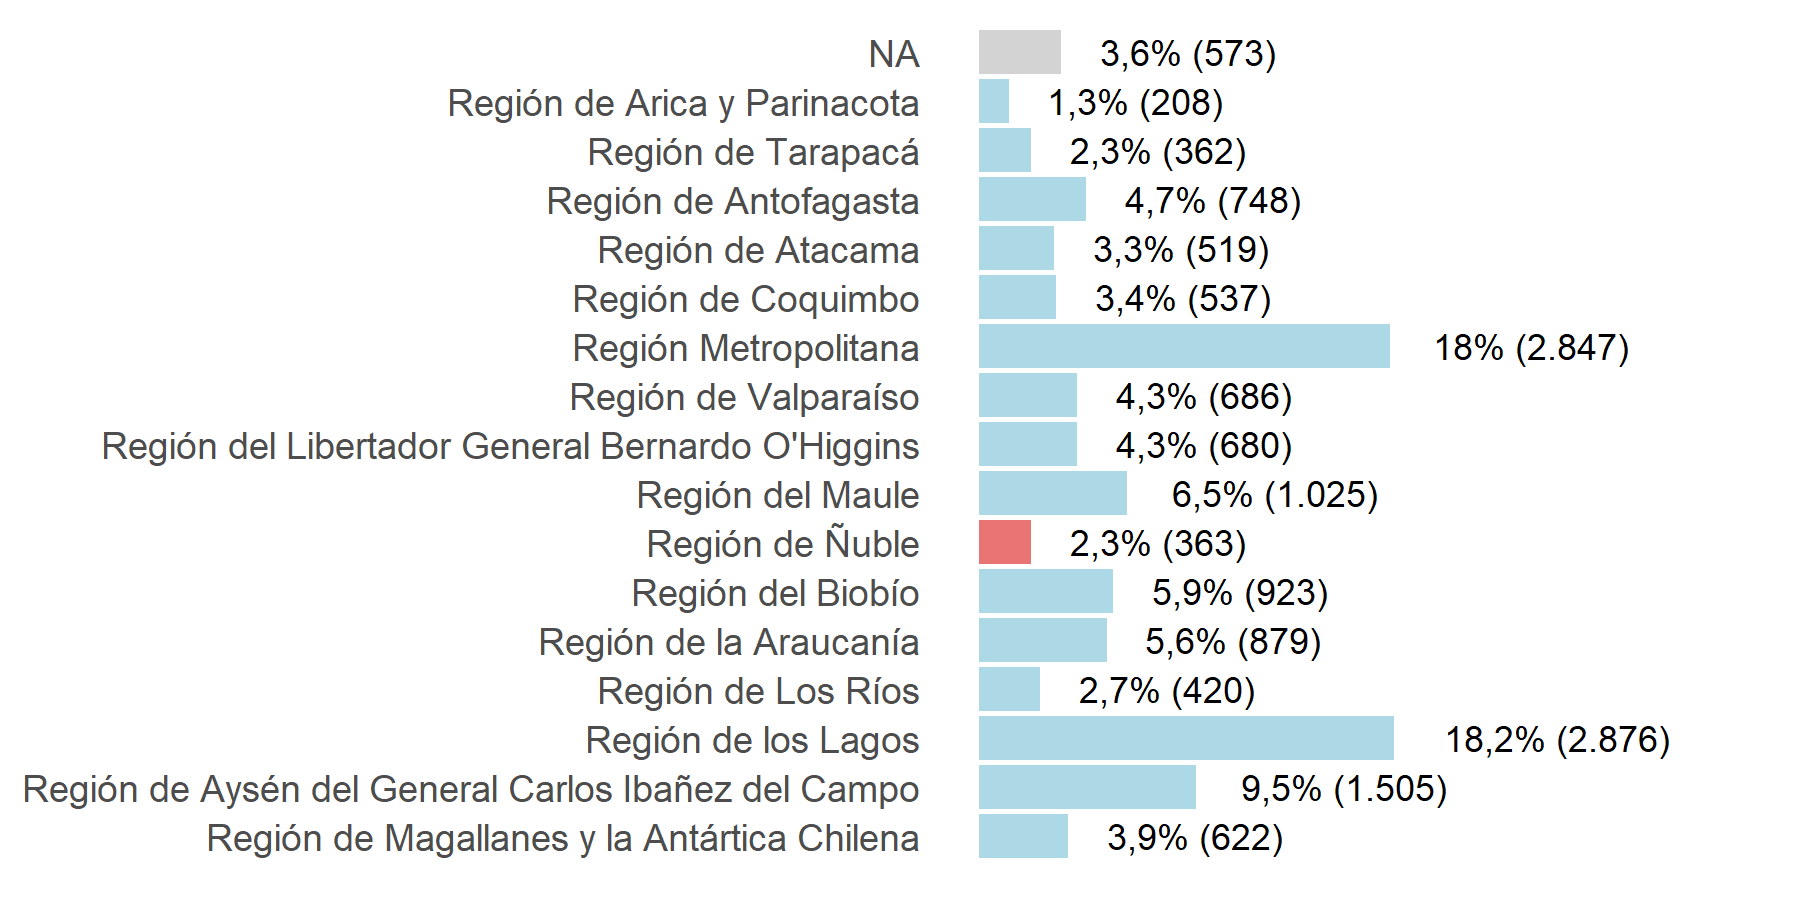 NA 3,6% (573)
Región de Arica y Parinacota 1,3% (208)
Región de Tarapacá 2,3% (362)
Región de Antofagasta 4,7% (748)
Región de Atacama 3,3% (519)
Región de Coquimbo 3,4% (537)
Región Metropolitana 18% (2.847)
Región de Valparaíso 4,3% (686)
Región del Libertador General Bernardo O'Higgins 4,3% (680)
Región del Maule 6,5% (1.025)
Región de Ñuble 2,3% (363)
Región del Biobío 5,9% (923)
Región de la Araucanía 5,6% (879)
Región de Los Ríos 2,7% (420)
Región de los Lagos 18,2% (2.876)
Región de Aysén del General Carlos Ibañez del Campo 9,5% (1.505)
Región de Magallanes y la Antártica Chilena 3,9% (622)